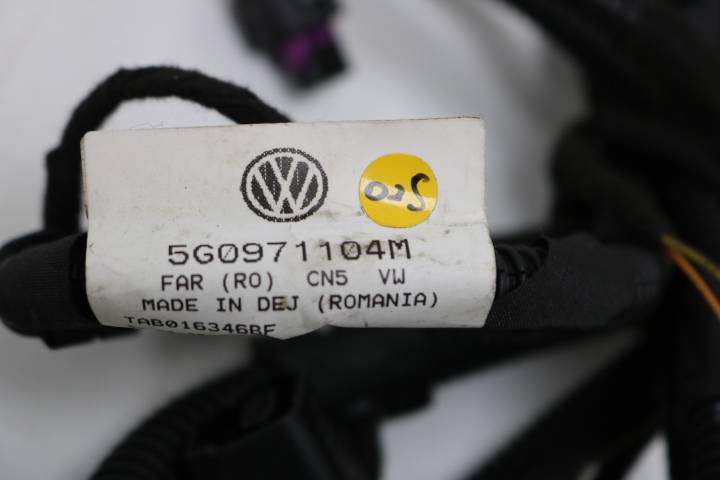 5G0971104M
FAR (RO) CN5 VW
MADE IN DEJ (ROMANIA)
TAB016346BF